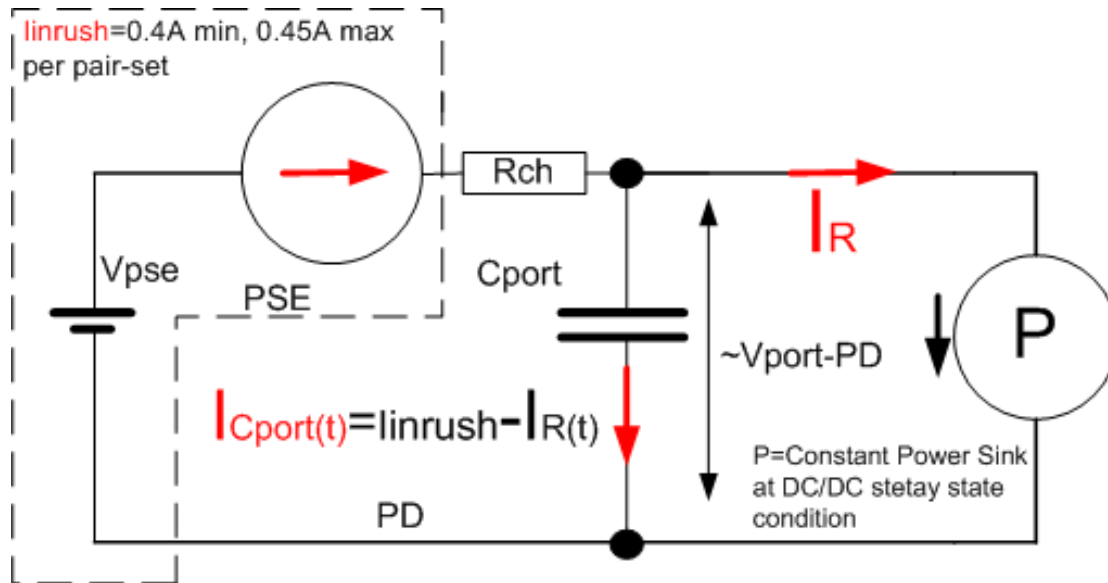 Iinrush=0.4A min, 0.45A max
per pair-set
Rch
IR
Vpse
PSE
Cport
P
~Vport-PD
ICport(t)=Iinrush-IR(t)
P=Constant Power Sink
at DC/DC stetay state
condition
PD